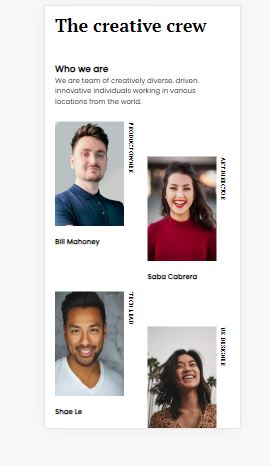 The creative crew
Who we are
We are team of creatively diverse. driven.
innovative individuals working in various
locations from the world.
PRODUCT OWNER
Bill Mahoney
ART DIRECTOR
Saba Cabrera
TECH LEAD
Shae Le
UX DESIGNER